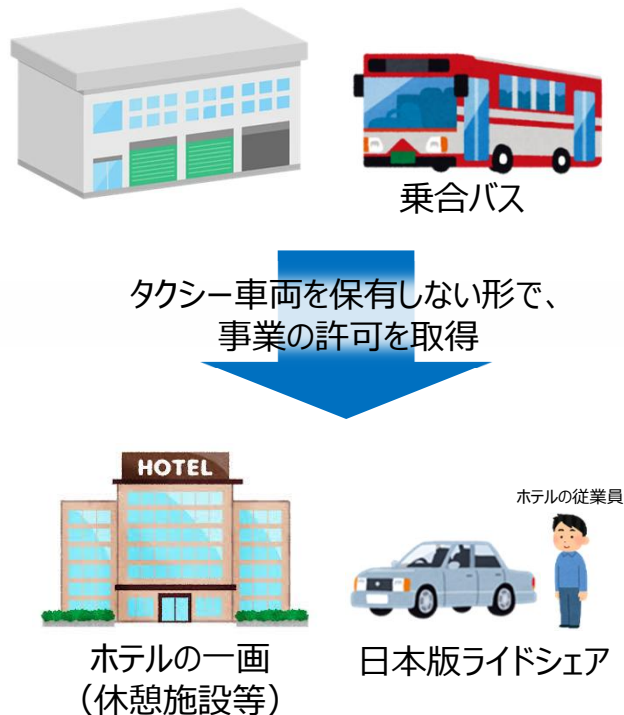 乗合バス
タクシー車両を保有しない形で、
事業の許可を取得
HOTEL
ホテルの従業員
ホテルの一画
（休憩施設等）
日本版ライドシェア